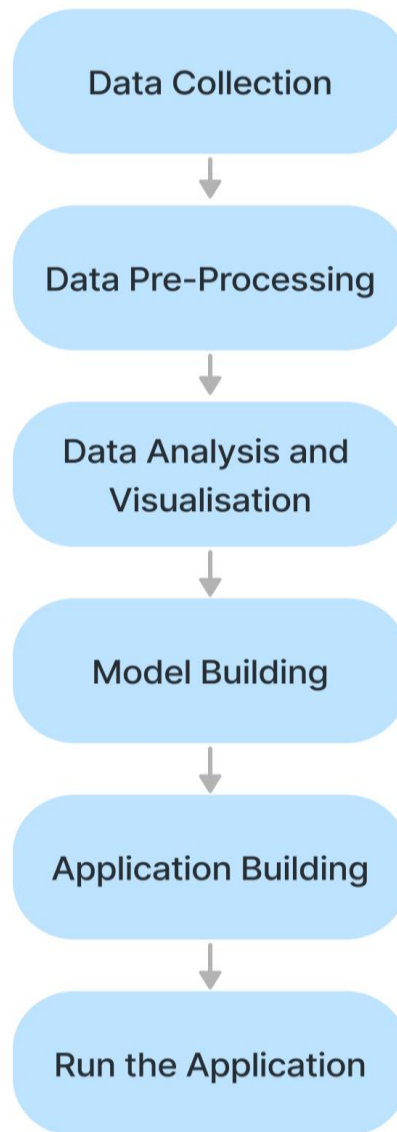 Data Collection
Data Pre-Processing
Data Analysis and
Visualisation
Model Building
Application Building
Run the Application